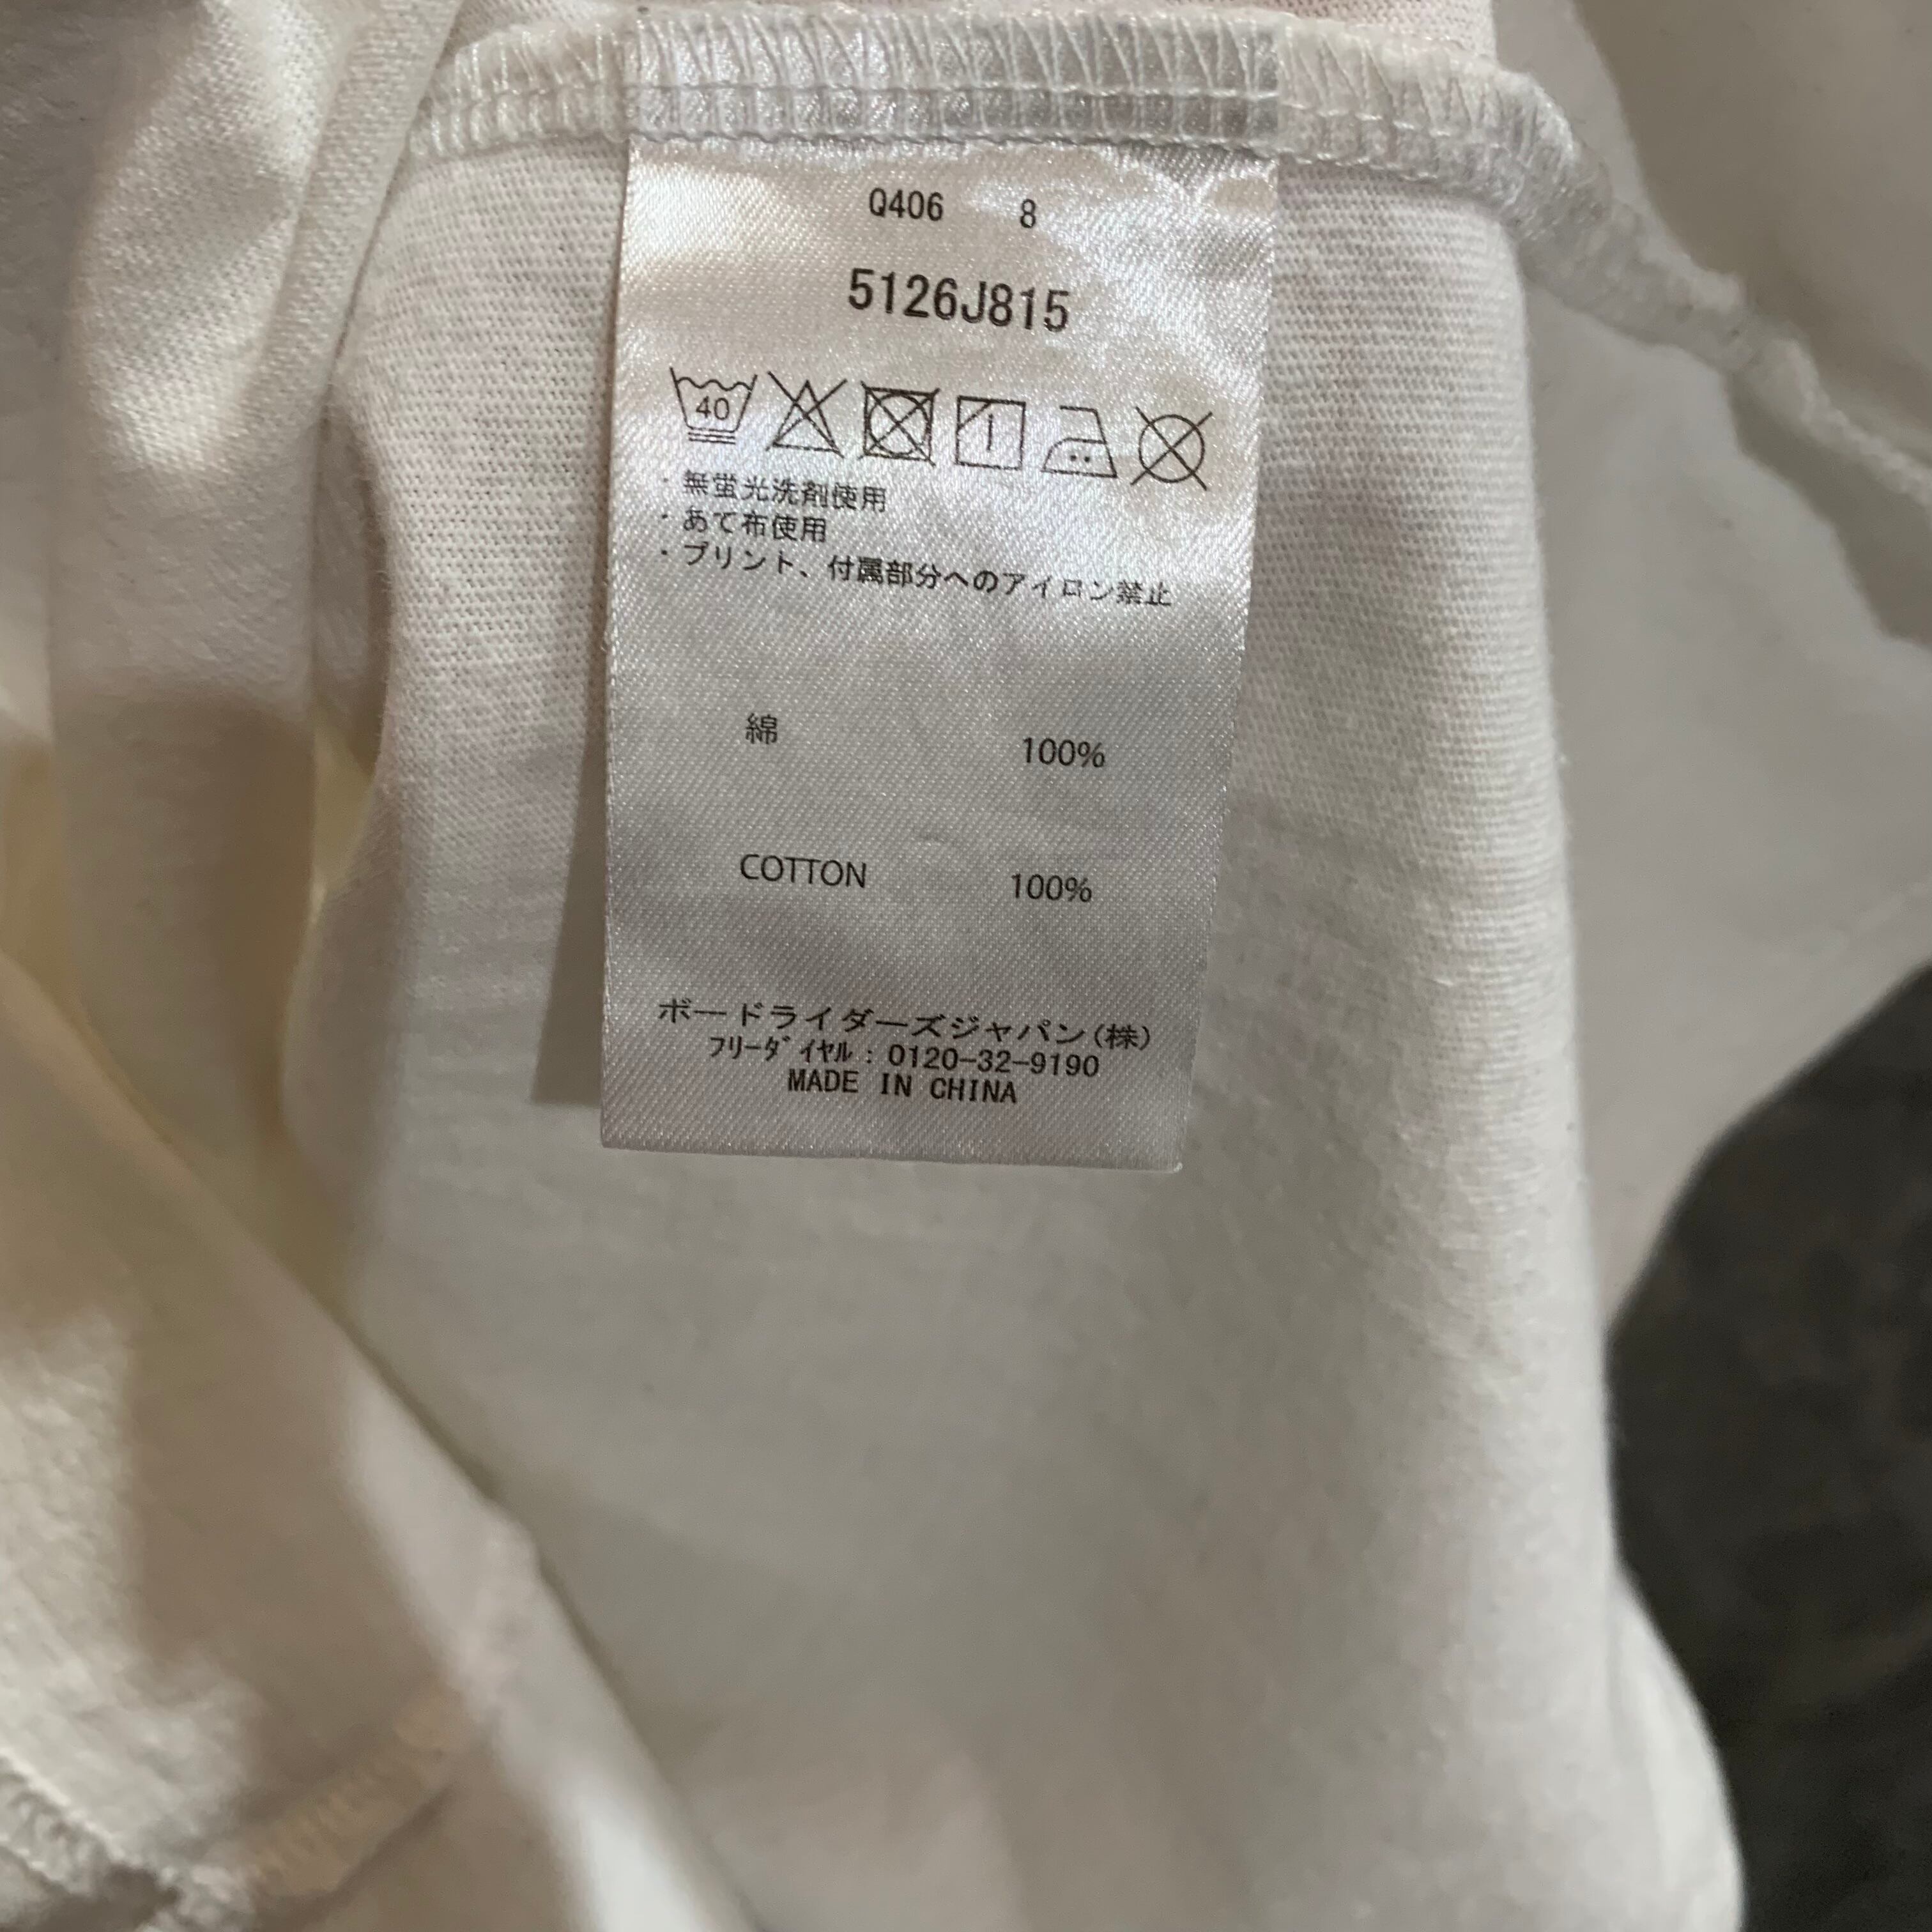 Q406 8
5126J815
40
・無蛍光洗剤使用
・あて布使用
・プリント、付属部分へのアイロン禁止
綿 100%
COTTON 100%
ボードライダーズジャパン(株)
ﾌﾘｰﾀﾞｲﾔﾙ : 0120-32-9190
MADE IN CHINA